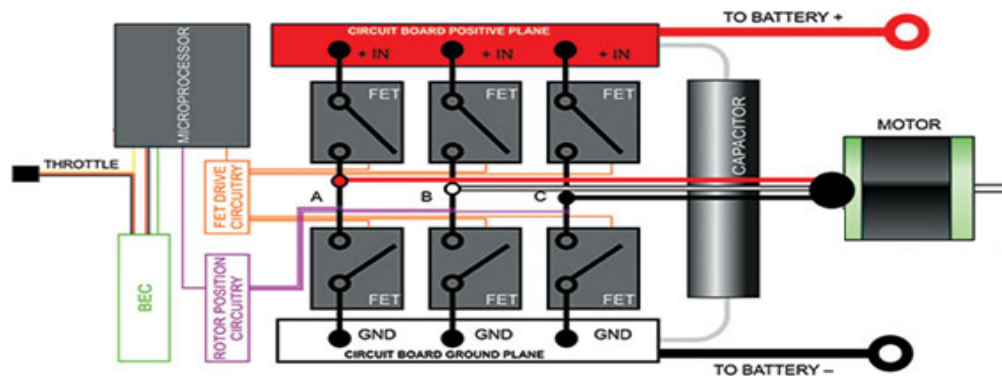 TO BATTERY +
CIRCUIT BOARD POSITIVE PLANE
+ IN
+ IN
+ IN
MICROPROCESSOR
FET
FET
FET
CAPACITOR
MOTOR
THROTTLE
FET DRIVE
CIRCUITRY
A
B
C
BEC
ROTOR POSITION
CIRCUITRY
FET
FET
FET
GND
GND
GND
CIRCUIT BOARD GROUND PLANE
TO BATTERY –